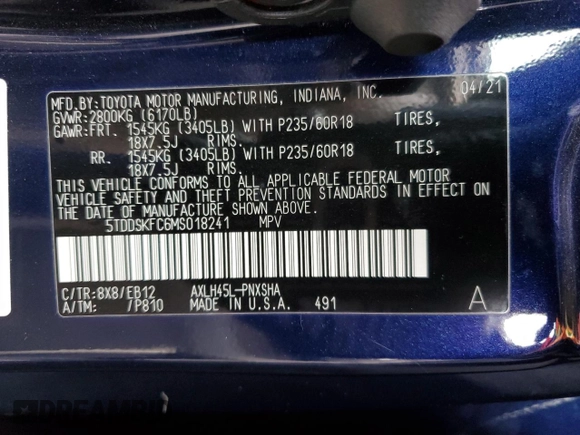 MFD.BY:TOYOTA MOTOR MANUFACTURING, INDIANA, INC. 04/21
GVWR:2800KG (6170LB)
GAWR:FRT. 1545KG (3405LB) WITH P235/60R18 TIRES,
18X7.5J RIMS.
RR. 1545KG (3405LB) WITH P235/60R18 TIRES,
18X7.5J RIMS.
THIS VEHICLE CONFORMS TO ALL APPLICABLE FEDERAL MOTOR
VEHICLE SAFETY AND THEFT PREVENTION STANDARDS IN EFFECT ON
THE DATE OF MANUFACTURE SHOWN ABOVE.
5TDDSKFC6MS018241 MPV
C/TR:8X8/EB12 AXLH45L-PNXSHA
A/TM: /P810 MADE IN U.S.A. 491 A